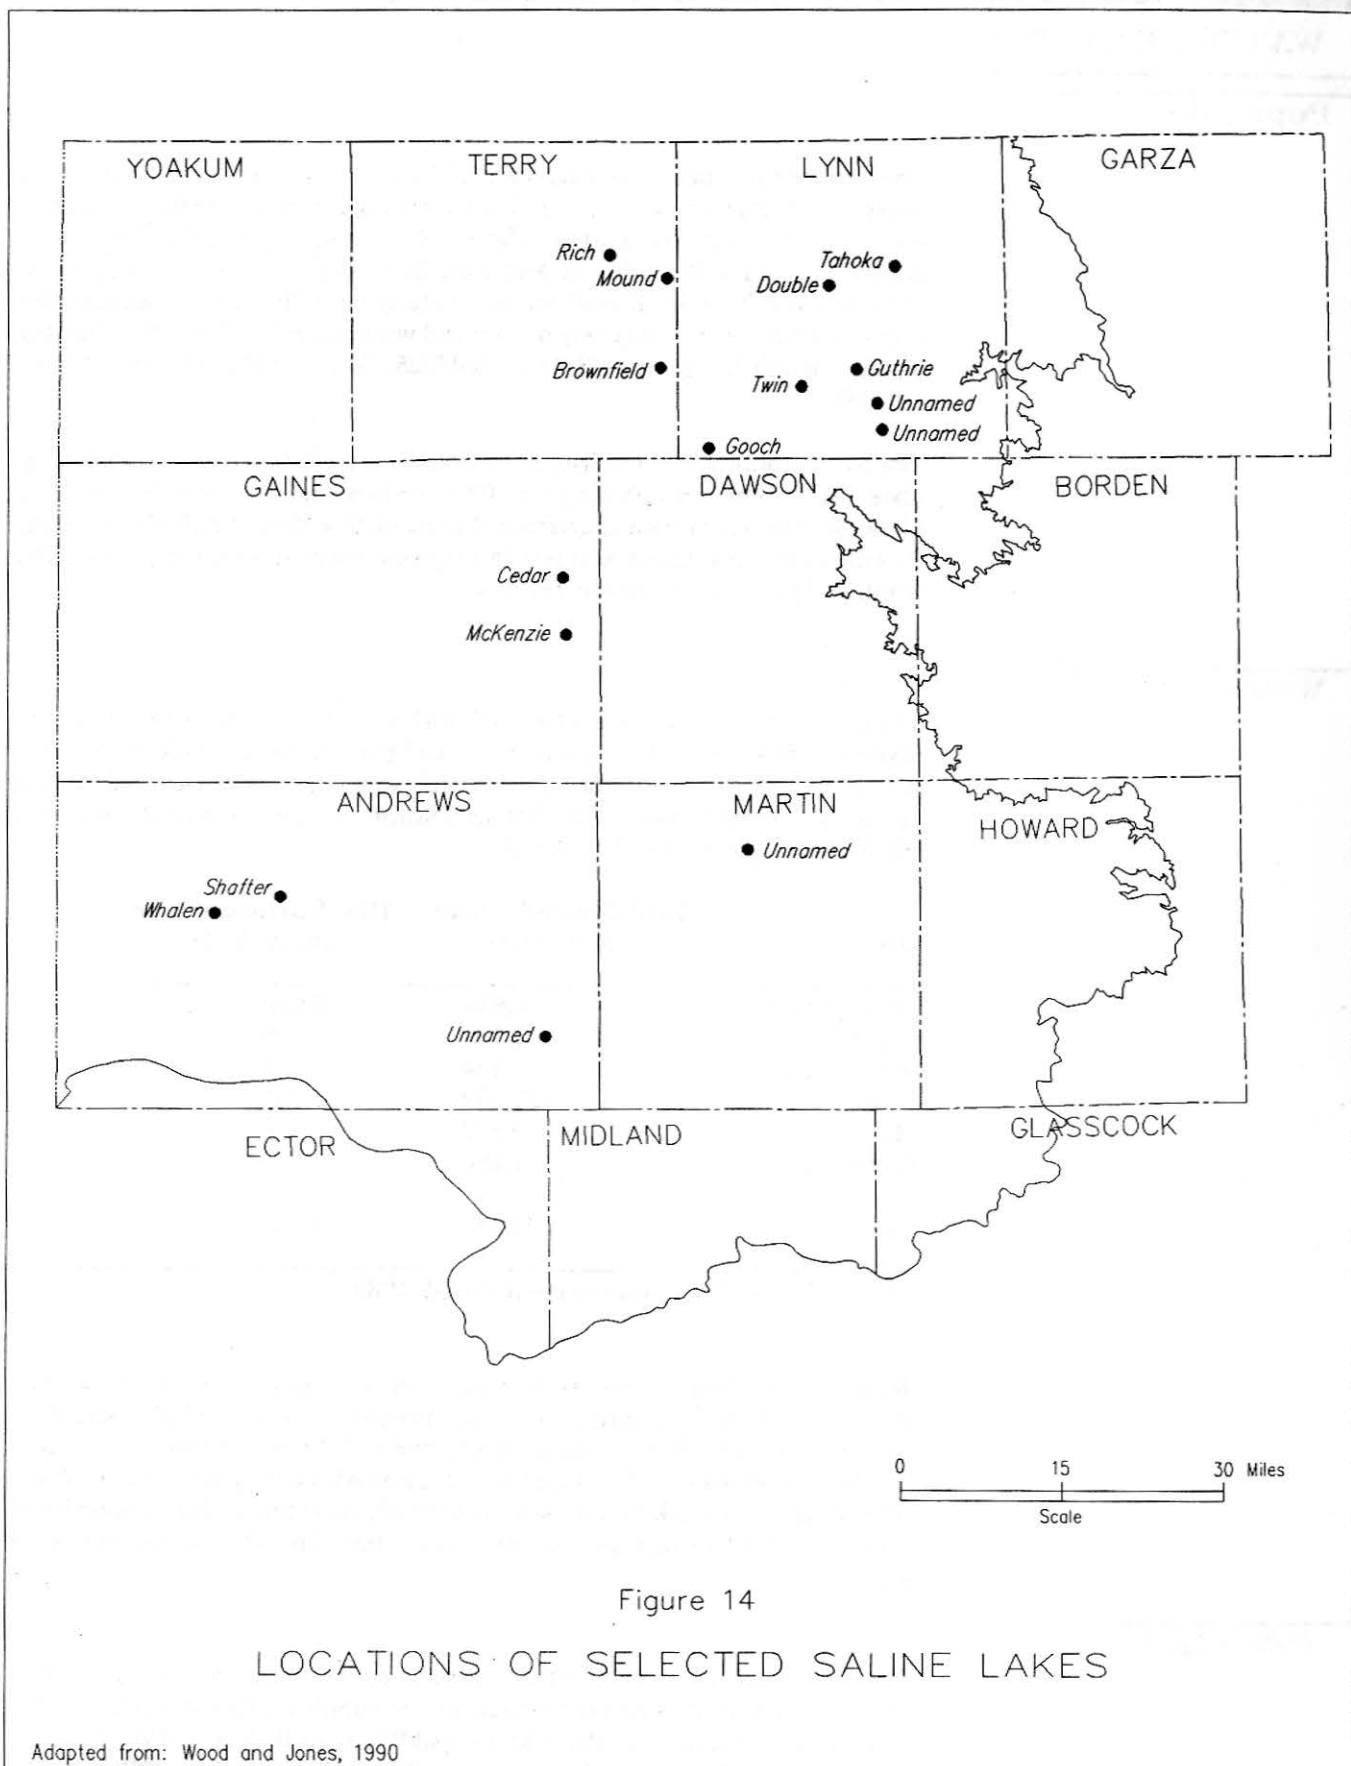 YOAKUM
TERRY
LYNN
GARZA
Rich
Mound
Tahoka
Double
Brownfield
Guthrie
Twin
Unnamed
Unnamed
Gooch
GAINES
DAWSON
BORDEN
Cedar
McKenzie
ANDREWS
MARTIN
HOWARD
Unnamed
Shafter
Whalen
Unnamed
ECTOR
MIDLAND
GLASSCOCK
0 15 30 Miles
Scale
Figure 14
LOCATIONS OF SELECTED SALINE LAKES
Adapted from: Wood and Jones, 1990